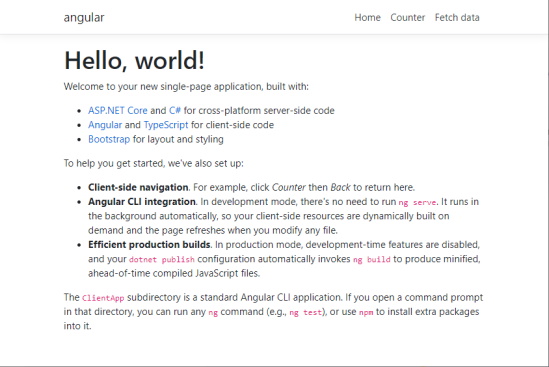 angular Home Counter Fetch data
Hello, world!
Welcome to your new single-page application, built with:
• ASP.NET Core and C# for cross-platform server-side code
• Angular and TypeScript for client-side code
• Bootstrap for layout and styling
To help you get started, we've also set up:
• Client-side navigation. For example, click Counter then Back to return here.
• Angular CLI integration. In development mode, there's no need to run ng serve. It runs in
the background automatically, so your client-side resources are dynamically built on
demand and the page refreshes when you modify any file.
• Efficient production builds. In production mode, development-time features are disabled,
and your dotnet publish configuration automatically invokes ng build to produce minified,
ahead-of-time compiled JavaScript files.
The ClientApp subdirectory is a standard Angular CLI application. If you open a command prompt
in that directory, you can run any ng command (e.g., ng test), or use npm to install extra packages
into it.